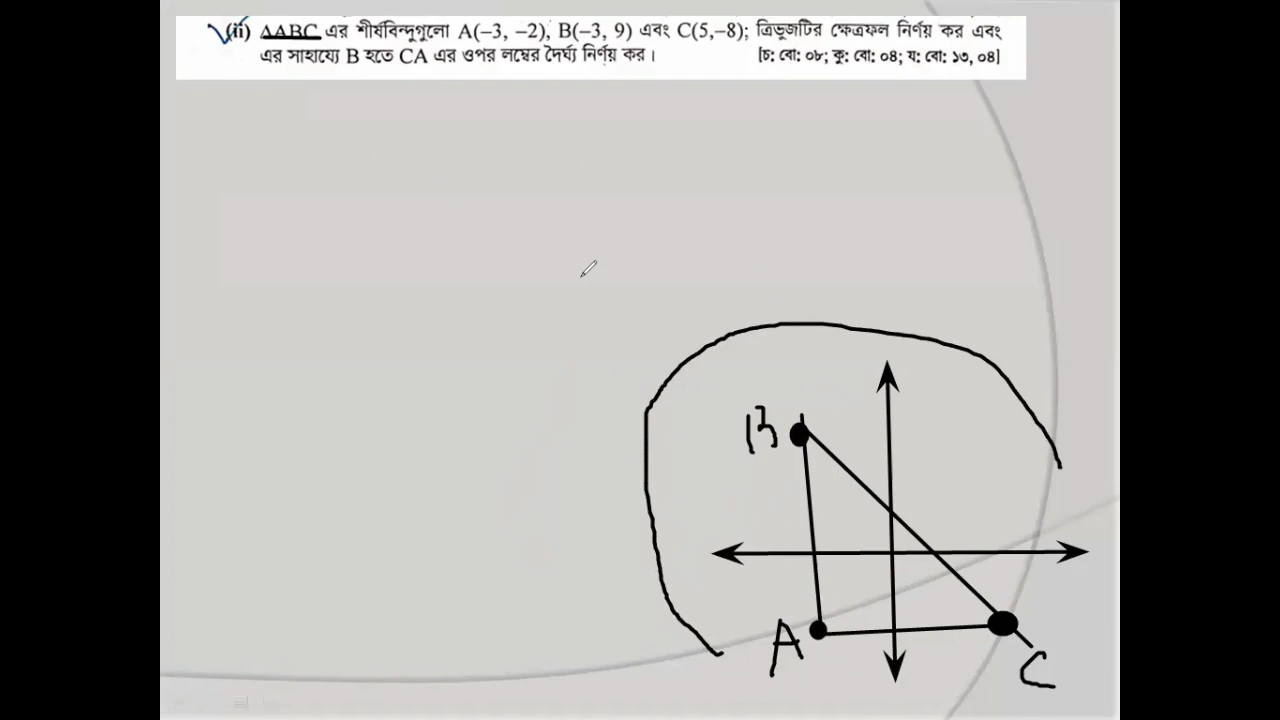 (ii) ΔABC এর শীর্ষবিন্দুগুলো A(–3, –2), B(–3, 9) এবং C(5,–8); ত্রিভুজটির ক্ষেত্রফল নির্ণয় কর এবং
এর সাহায্যে B হতে CA এর ওপর লম্বের দৈর্ঘ্য নির্ণয় কর। [চ: বো: ০৮; কু: বো: ০৪; য: বো: ১৩, ০৪]
B
A
C